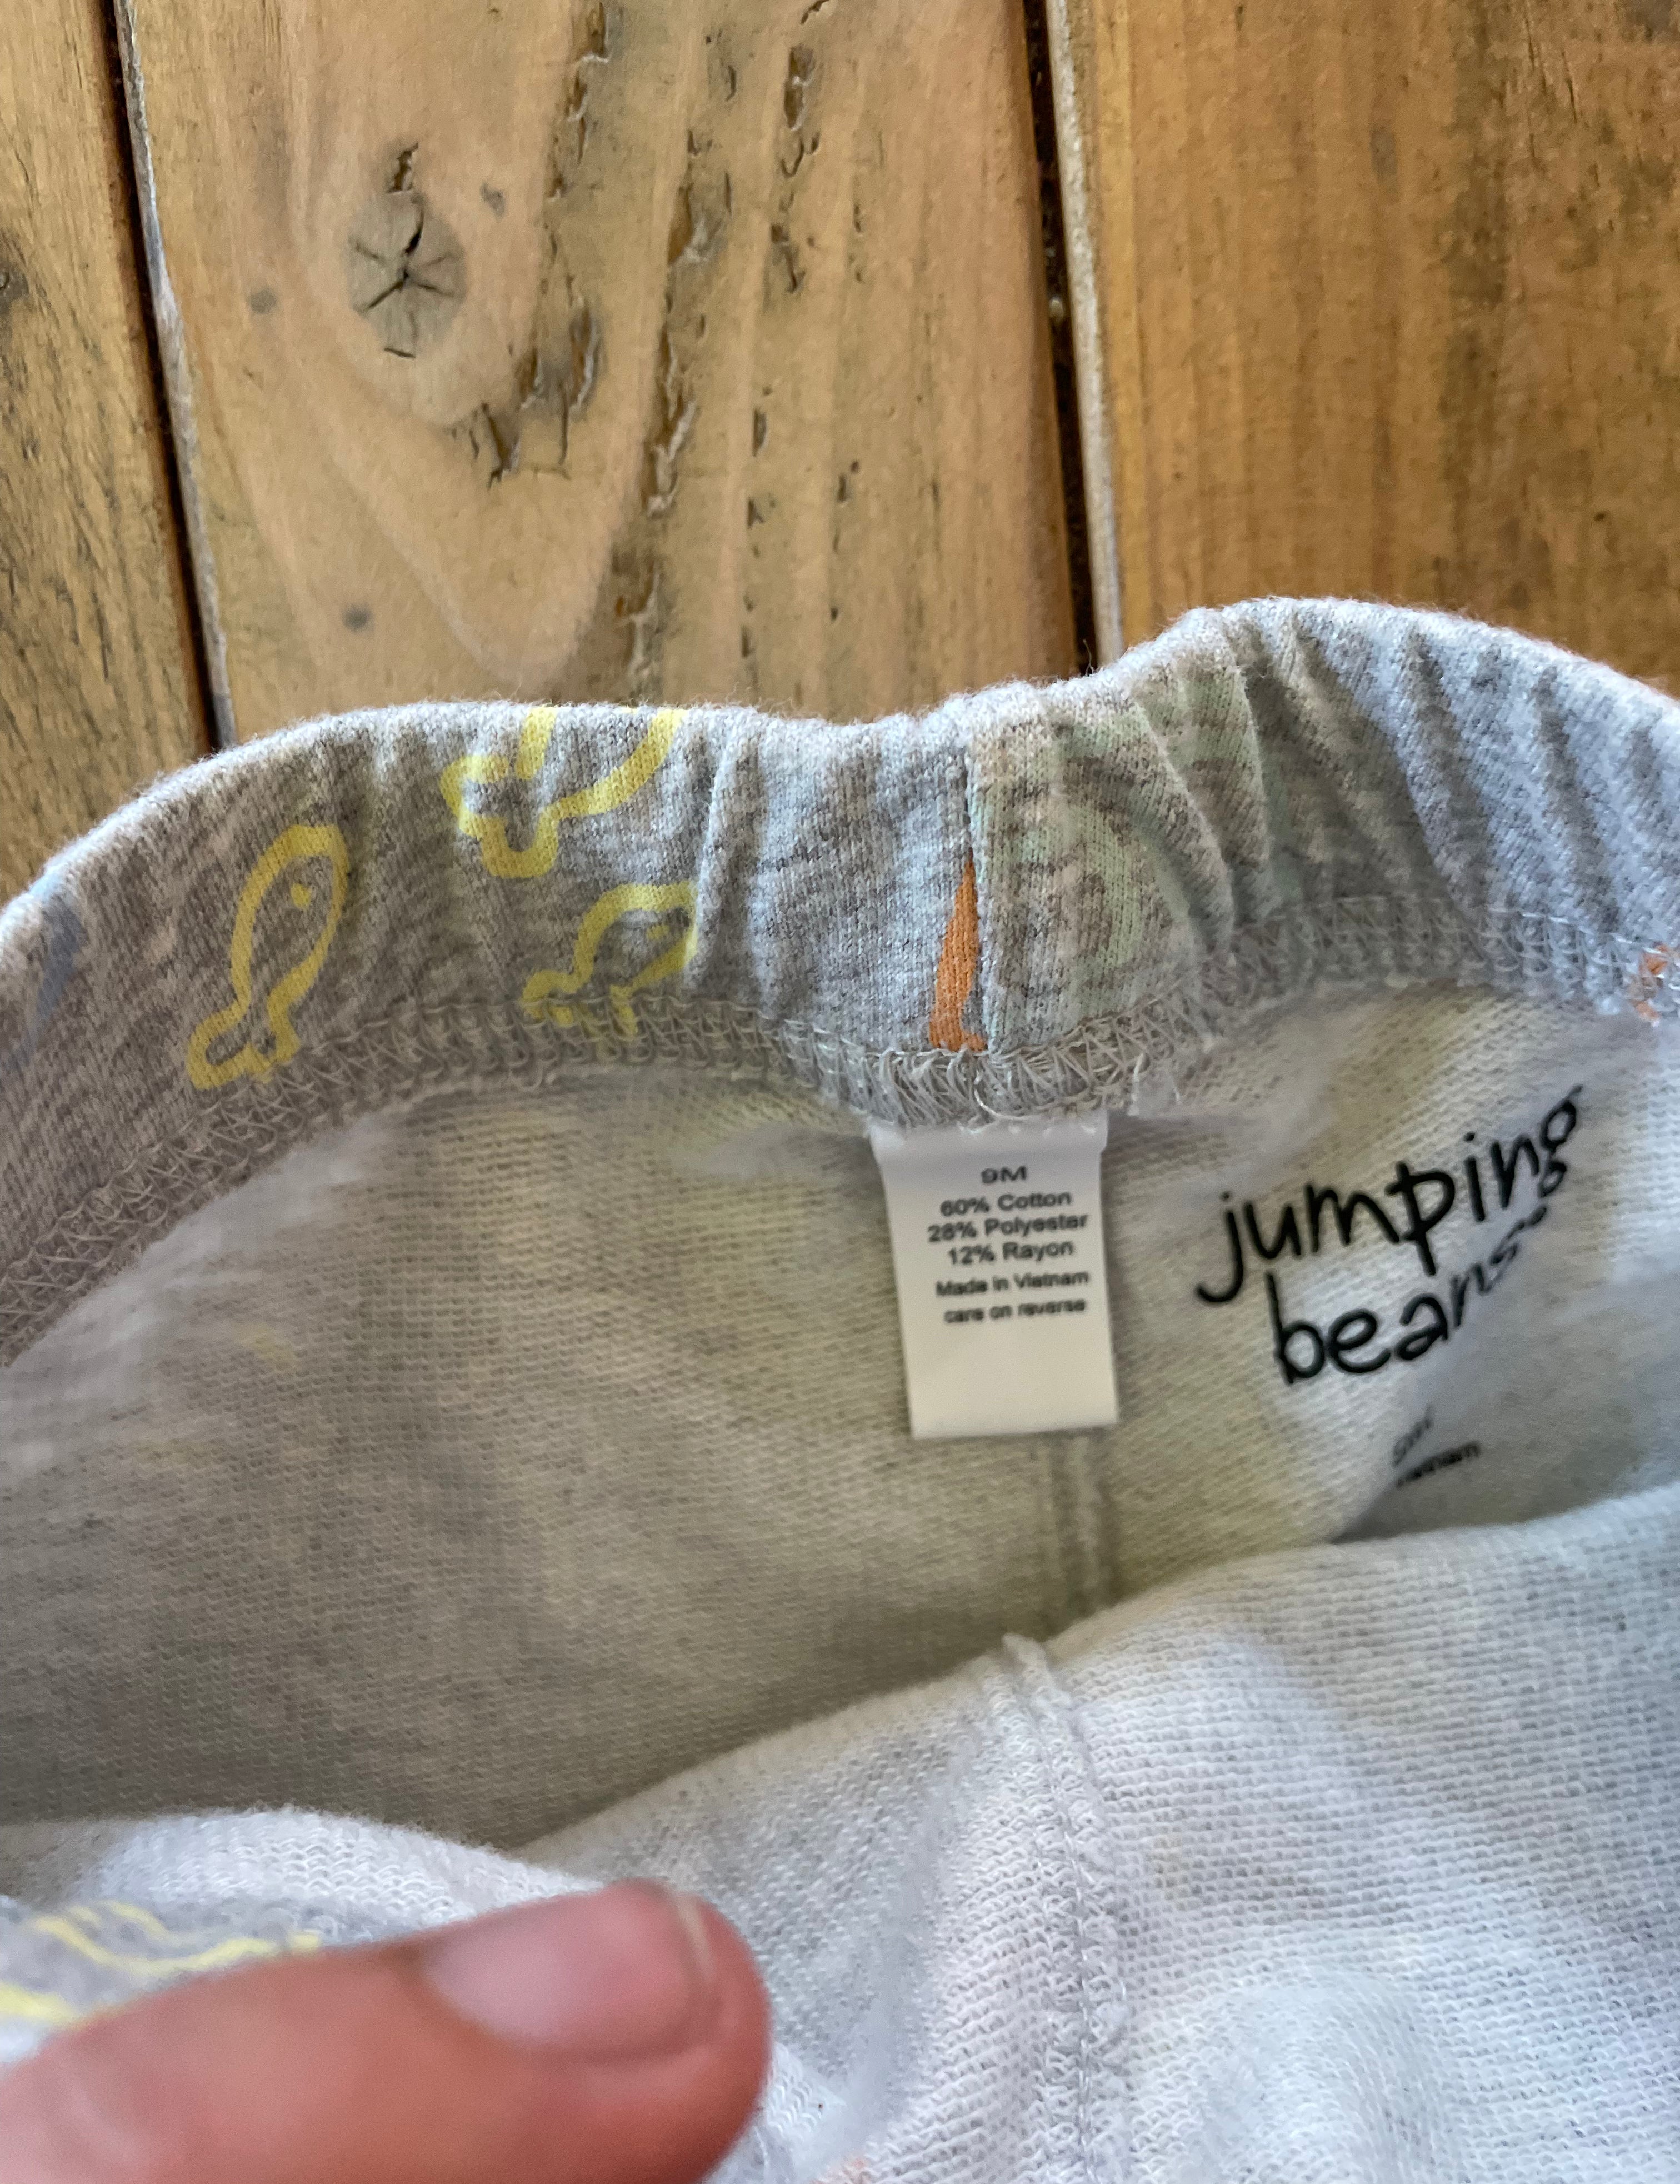 9M
60% Cotton
28% Polyester
12% Rayon
Made in Vietnam
care on reverse
jumping
beans